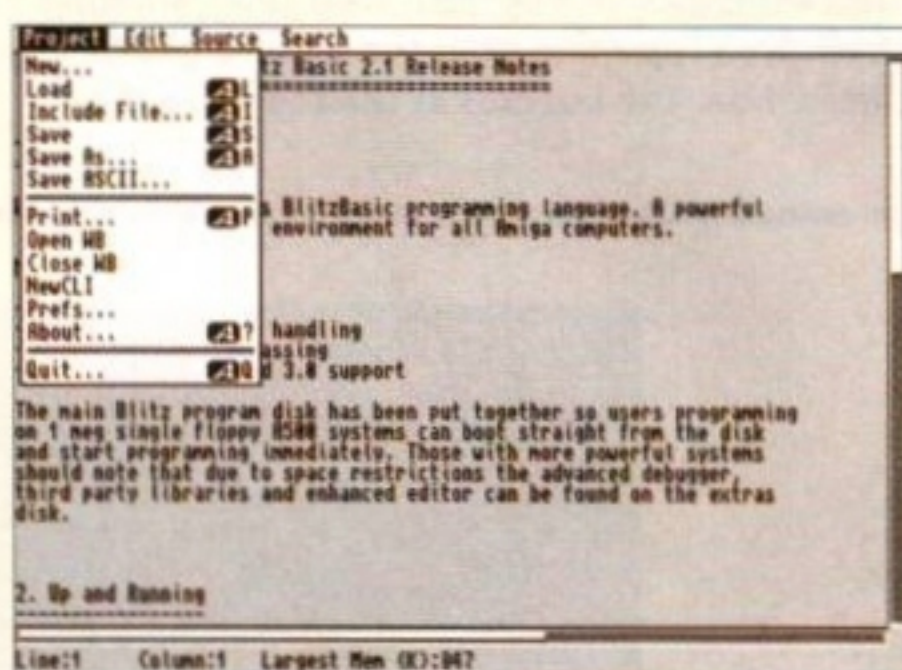 Project Edit Source Search
New...
tz Basic 2.1 Release Notes
Load L
Include File... I
Save S
Save As... A
Save ASCII...
s BlitzBasic programming language. A powerful
Print... P
environment for all Amiga computers.
Open WB
Close WB
NewCLI
Prefs...
About... ?
handling
assing
Quit... Q
d 3.0 support
The main Blitz program disk has been put together so users programming
on 1 meg single floppy A500 systems can boot straight from the disk
and start programming immediately. Those with more powerful systems
should note that due to space restrictions the advanced debugger,
third party libraries and enhanced editor can be found on the extras
disk.
2. Up and Running
Line:1 Column:1 Largest Mem (K):847